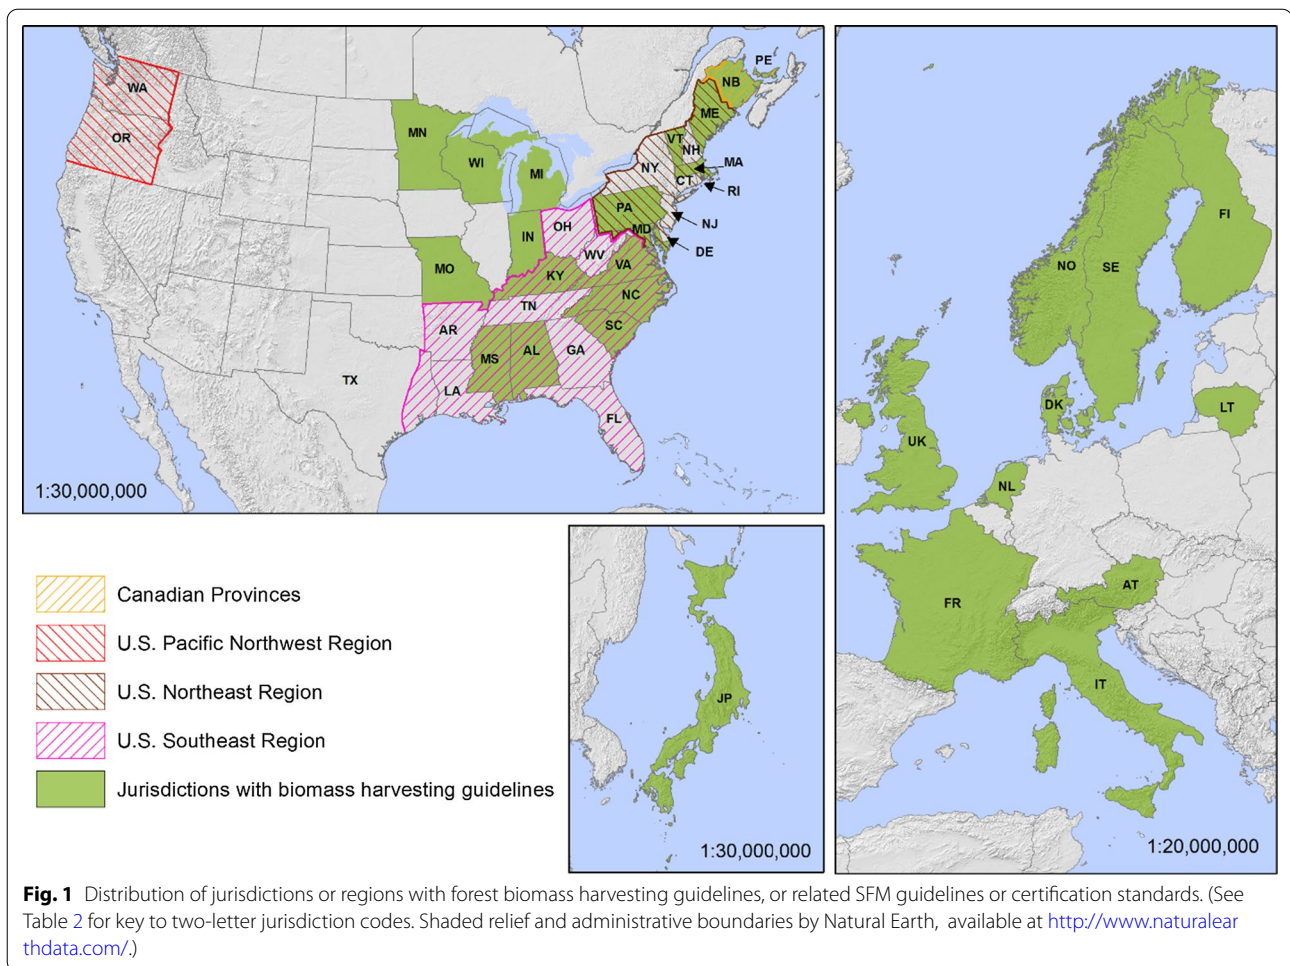 WA
OR
MN
WI
MI
IN
MO
OH
WV
KY
VA
TN
NC
SC
AR
MS
AL
GA
LA
TX
FL
PA
MD
NY
VT
NH
ME
NB
PE
MA
CT
RI
NJ
DE
1:30,000,000
Canadian Provinces
U.S. Pacific Northwest Region
U.S. Northeast Region
U.S. Southeast Region
Jurisdictions with biomass harvesting guidelines
JP
1:30,000,000
NO
SE
FI
DK
LT
UK
NL
FR
AT
IT
1:20,000,000
Fig. 1 Distribution of jurisdictions or regions with forest biomass harvesting guidelines, or related SFM guidelines or certification standards. (See
Table 2 for key to two-letter jurisdiction codes. Shaded relief and administrative boundaries by Natural Earth, available at http://www.naturalear
thdata.com/.)